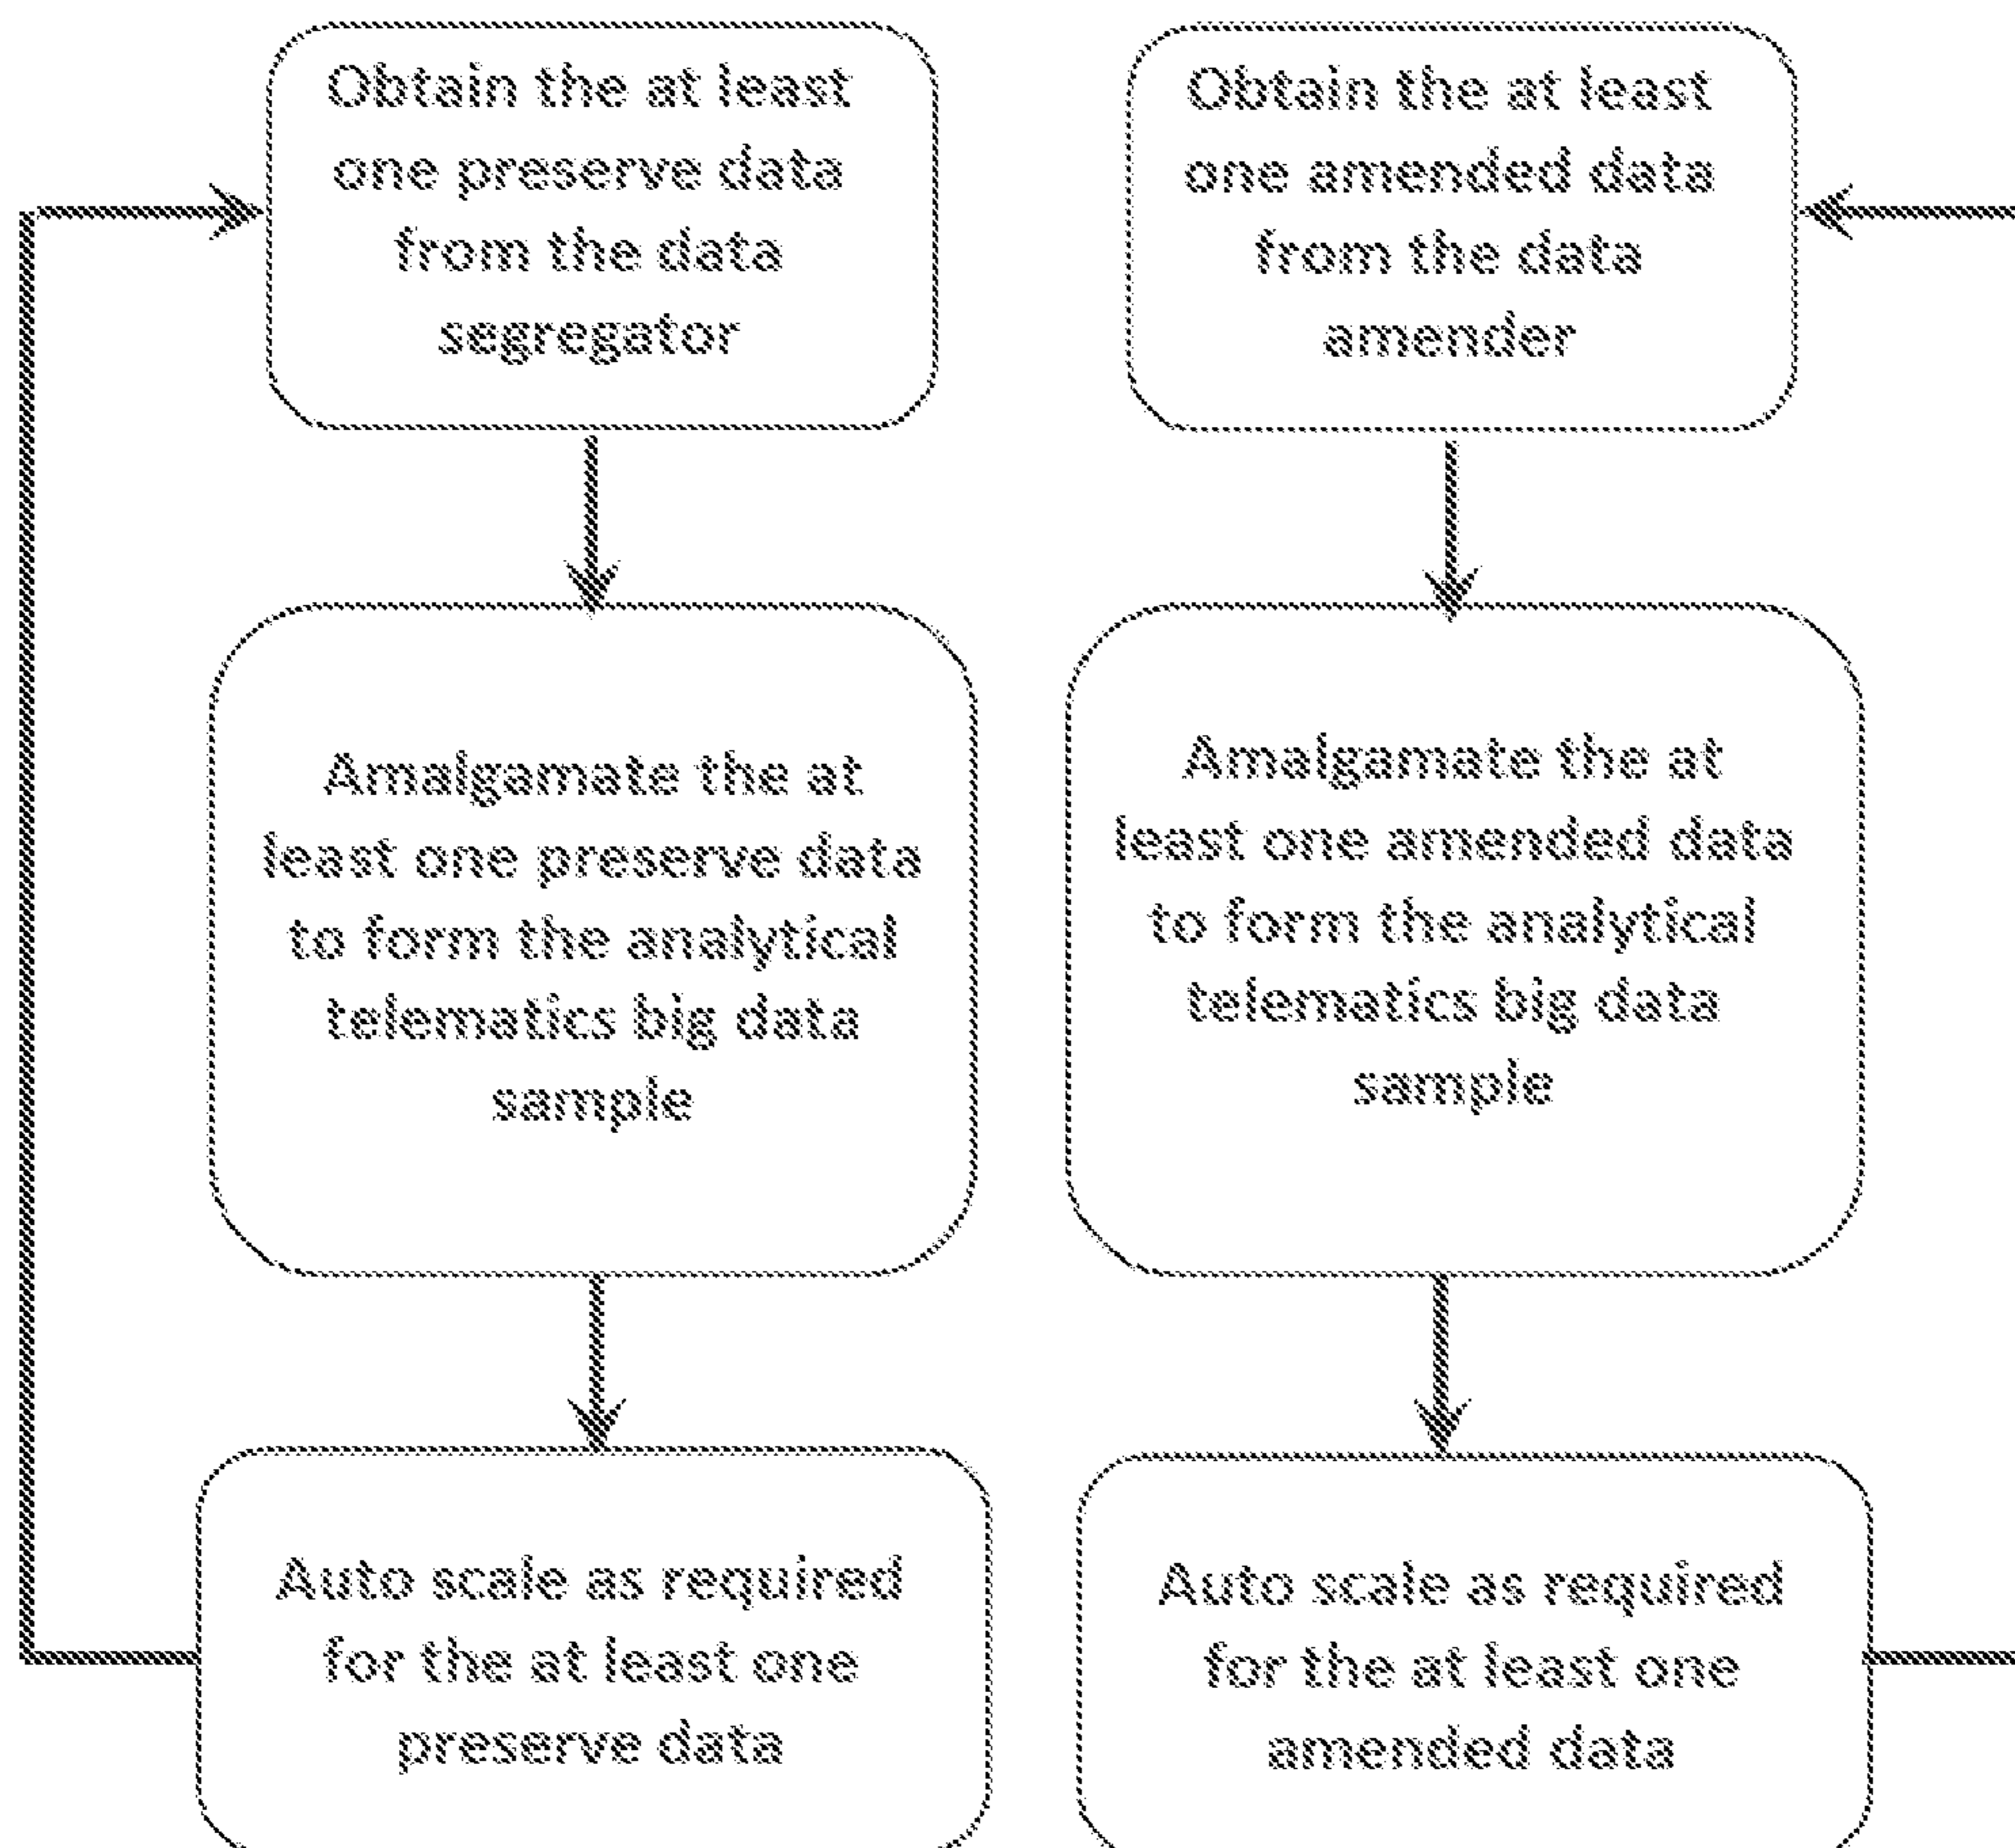 Obtain the at least
one preserve data
from the data
segregator
Amalgamate the at
least one preserve data
to form the analytical
telematics big data
sample
Auto scale as required
for the at least one
preserve data
Obtain the at least
one amended data
from the data
amender
Amalgamate the at
least one amended data
to form the analytical
telematics big data
sample
Auto scale as required
for the at least one
amended data